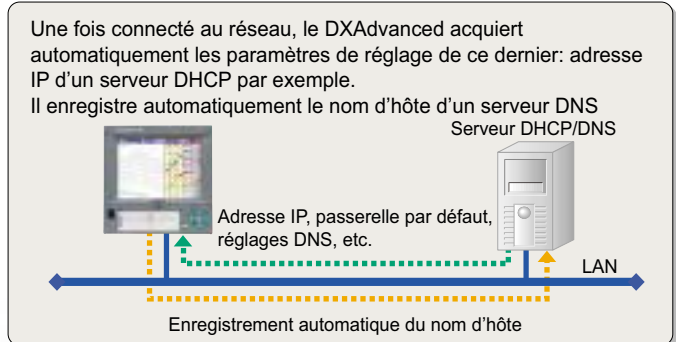 Une fois connecté au réseau, le DXAdvanced acquiert
automatiquement les paramètres de réglage de ce dernier: adresse
IP d'un serveur DHCP par exemple.
Il enregistre automatiquement le nom d'hôte d'un serveur DNS
Serveur DHCP/DNS
Adresse IP, passerelle par défaut,
réglages DNS, etc.
LAN
Enregistrement automatique du nom d'hôte